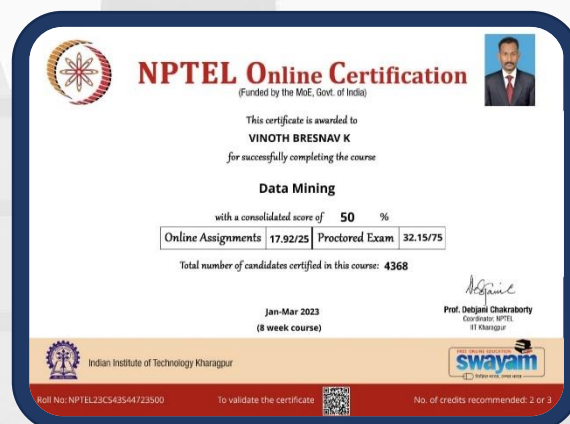 NPTEL Online Certification
(Funded by the MoE, Govt. of India)
This certificate is awarded to
VINOTH BRESNAV K
for successfully completing the course
Data Mining
with a consolidated score of 50 %
Online Assignments 17.92/25 Proctored Exam 32.15/75
Total number of candidates certified in this course: 4368
Jan-Mar 2023
(8 week course)
Prof. Debjani Chakraborty
Coordinator, NPTEL
IIT Kharagpur
Indian Institute of Technology Kharagpur
FREE ONLINE EDUCATION
swayam
Roll No: NPTEL23CS43S44723500 To validate the certificate No. of credits recommended: 2 or 3